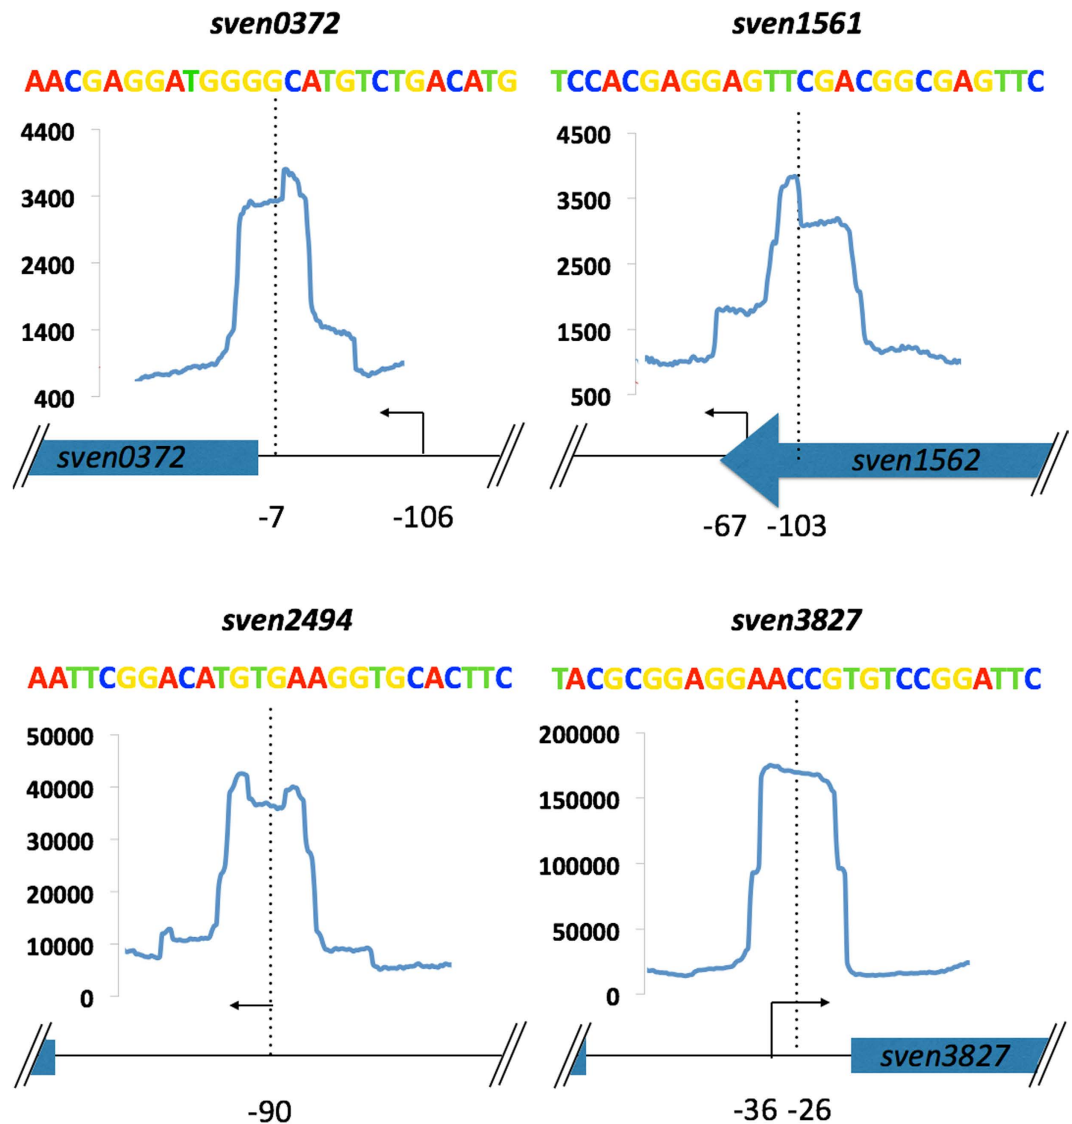 sven0372
AACGAGGATGGGGCATGTCTGACATG
4400
3400
2400
1400
400
sven0372
-7
-106
sven1561
TCCACGAGGAGTTCGACGGCGAGTTC
4500
3500
2500
1500
500
sven1562
-67
-103
sven2494
AATTCGGACATGTGAAGGTGCACTTC
50000
40000
30000
20000
10000
0
-90
sven3827
TACGCGGAGGAACCGTGTCCGGATTC
200000
150000
100000
50000
0
sven3827
-36
-26